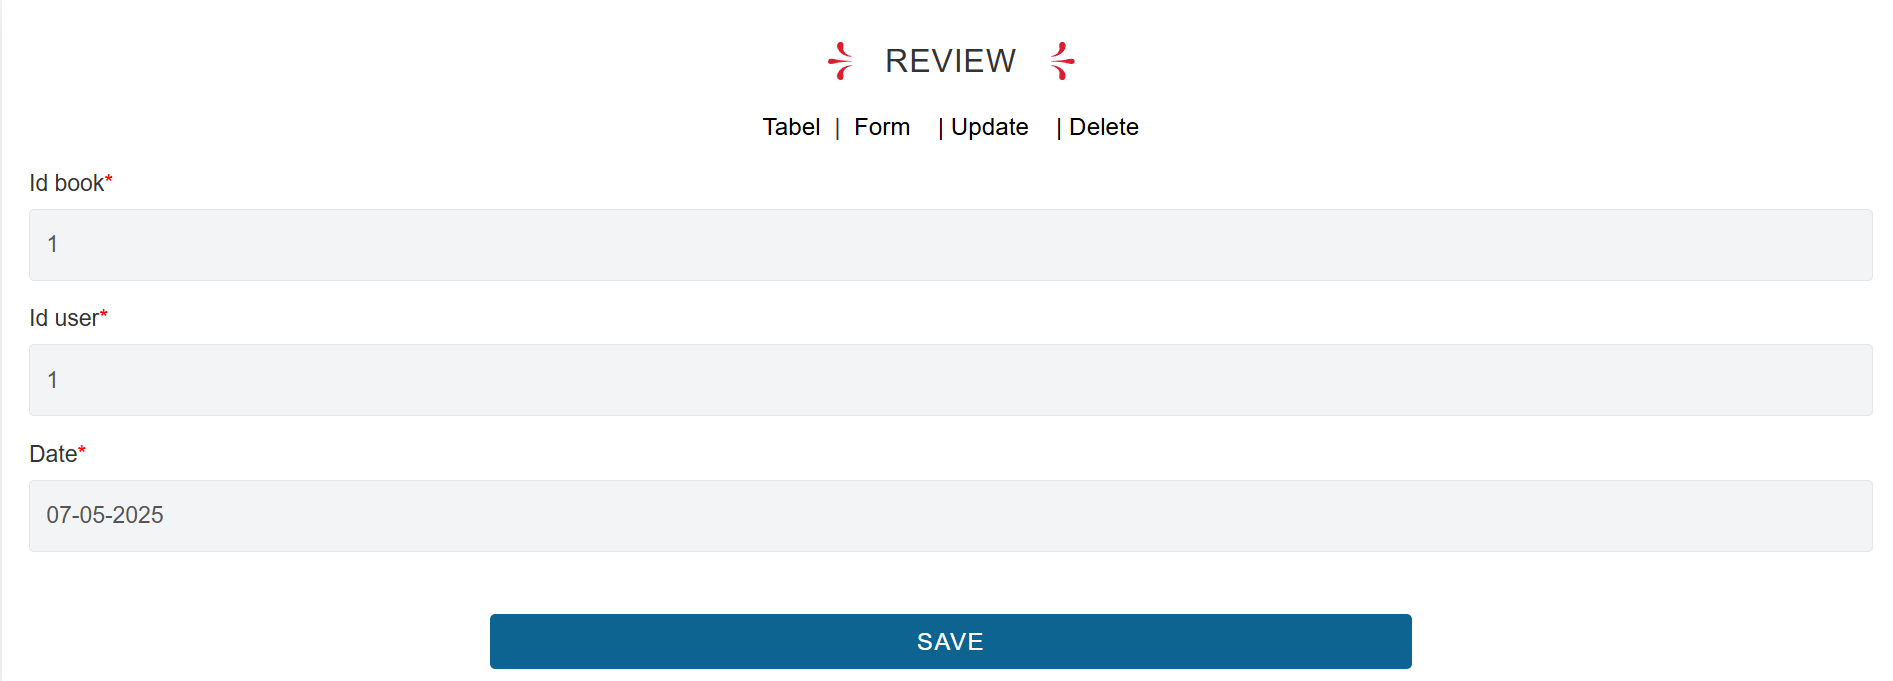 REVIEW
Tabel | Form | Update | Delete
Id book*
1
Id user*
1
Date*
07-05-2025
SAVE